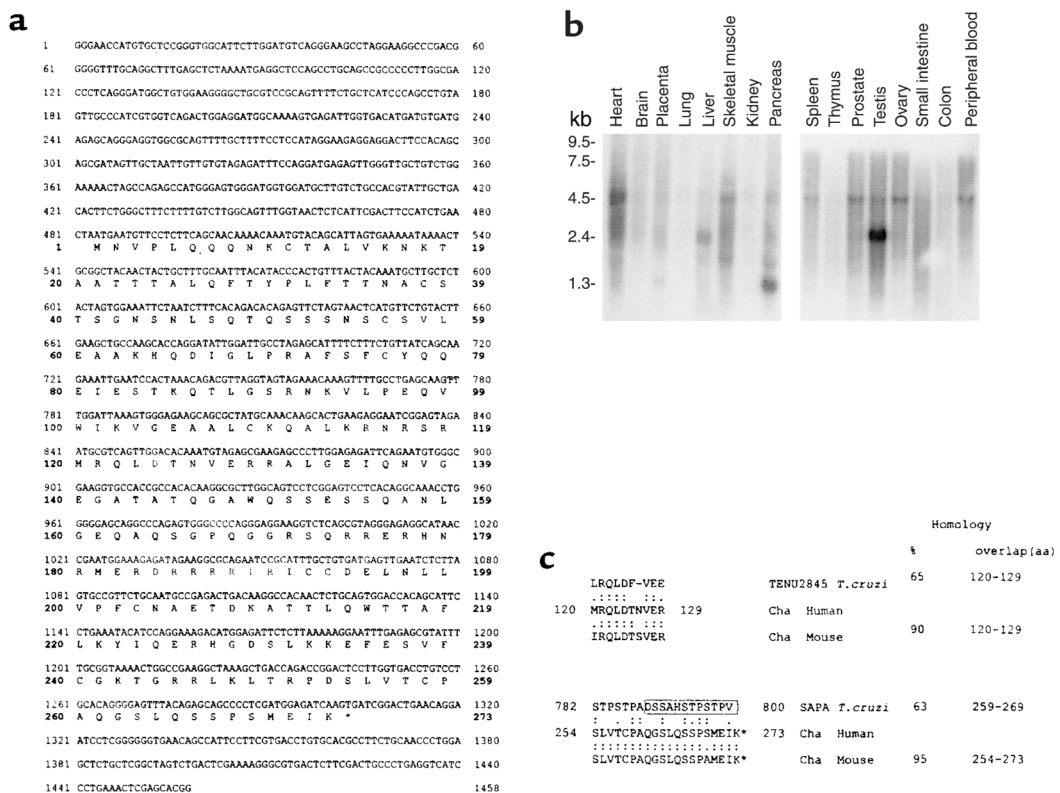 a
1 GGGAACCATGTGCTCCGGGTGGCATTCTTGGATGTCAGGGAAGCCTAGGAAGGCCCGACG 60
61 GGGGTTTGCAGGCTTTGAGCTCTAAAATGAGGCTCCAGCCTGCAGCCGCCCCCTTGGCGA 120
121 CCCTCAGGGATGGCTGTGGAAGGGGCTGCGTCCGCAGTTTTCTGCTCATCCCAGCCTGTA 180
181 GTTGCCCATCGTGGTCAGACTGGAGGATGGCAAAAGTGAGATTGGTGACATGATGTGATG 240
241 AGAGCAGGGAGGTGGCGCAGTTTTGCTTTTCCTCCATAGGAAGAGGAGGACTTCCACAGC 300
301 AGCGATAGTTGCTAATTGTTGTGTAGAGATTTCCAGGATGAGAGTTGGGTTGCTGTCTGG 360
361 AAAAACTAGCCAGAGCCATGGGAGTGGGATGGTGGATGCTTGTCTGCCACGTATTGCTGA 420
421 CACTTCTGGGCTTTCTTTTGTCTTGGCAGTTTGGTAACTCTCATTCGACTTCCATCTGAA 480
481 CTAATGAATGTTCCTCTTCAGCAACAAAACAAATGTACAGCATTAGTGAAAAATAAAACT 540
1 M N V P L Q Q Q N K C T A L V K N K T 19
541 GCGGCTACAACTACTGCTTTGCAATTTACATACCCACTGTTTACTACAAATGCTTGCTCT 600
20 A A T T T A L Q F T Y P L F T T N A C S 39
601 ACTAGTGGAAATTCTAATCTTTCACAGACACAGAGTTCTAGTAACTCATGTTCTGTACTT 660
40 T S G N S N L S Q T Q S S S N S C S V L 59
661 GAAGCTGCCAAGCACCAGGATATTGGATTGCCTAGAGCATTTTCTTTCTGTTATCAGCAA 720
60 E A A K H Q D I G L P R A F S F C Y Q Q 79
721 GAAATTGAATCCACTAAACAGACGTTAGGTAGTAGAAACAAAGTTTTGCCTGAGCAAGTT 780
80 E I E S T K Q T L G S R N K V L P E Q V 99
781 TGGATTAAAGTGGGAGAAGCAGCGCTATGCAAACAAGCACTGAAGAGGAATCGGAGTAGA 840
100 W I K V G E A A L C K Q A L K R N R S R 119
841 ATGCGTCAGTTGGACACAAATGTAGAGCGAAGAGCCCTTGGAGAGATTCAGAATGTGGGC 900
120 M R Q L D T N V E R R A L G E I Q N V G 139
901 GAAGGTGCCACCGCCACACAAGGCGCTTGGCAGTCCTCGGAGTCCTCACAGGCAAACCTG 960
140 E G A T A T Q G A W Q S S E S S Q A N L 159
961 GGGGAGCAGGCCCAGAGTGGGCCCCAGGGAGGAAGGTCTCAGCGTAGGGAGAGGCATAAC 1020
160 G E Q A Q S G P Q G G R S Q R R E R H N 179
1021 CGAATGGAAAGAGATAGAAGGCGCAGAATCCGCATTTGCTGTGATGAGTTGAATCTCTTA 1080
180 R M E R D R R R R I R I C C D E L N L L 199
1081 GTGCCGTTCTGCAATGCCGAGACTGACAAGGCCACAACTCTGCAGTGGACCACAGCATTC 1140
200 V P F C N A E T D K A T T L Q W T T A F 219
1141 CTGAAATACATCCAGGAAAGACATGGAGATTCTCTTAAAAAGGAATTTGAGAGCGTATTT 1200
220 L K Y I Q E R H G D S L K K E F E S V F 239
1201 TGCGGTAAAACTGGCCGAAGGCTAAAGCTGACCAGACCGGACTCCTTGGTGACCTGTCCT 1260
240 C G K T G R R L K L T R P D S L V T C P 259
1261 GCACAGGGGAGTTTACAGAGCAGCCCCTCGATGGAGATCAAGTGATCGGACTGAACAGGA 1320
260 A Q G S L Q S S P S M E I K * 273
1321 ATCCTCGGGGGGTGAACAGCCATTCCTTCGTGACCTGTGCACGCCTTCTGCAACCCTGGA 1380
1381 GCTCTGCTCGGCTAGTCTGACTCGAAAAGGGCGTGACTCTTCGACTGCCCTGAGGTCATC 1440
1441 CCTGAAACTCGAGCACGG 1458
b
kb Heart Brain Placenta Lung Liver Skeletal muscle Kidney Pancreas Spleen Thymus Prostate Testis Ovary Small intestine Colon Peripheral blood
9.5-
7.5-
4.5-
2.4-
1.3-
c
Homology
% overlap(aa)
LRQLDF-VEE TENU2845 T.cruzi 65 120-129
.:::: ::.
120 MRQLDTNVER 129 Cha Human
.:::: :::
IRQLDTSVER Cha Mouse 90 120-129
782 STPSTPADSSAHSTPSTPV 800 SAPA T.cruzi 63 259-269
254 SLVTCPAQGSLQSSPSMEIK* 273 Cha Human
SLVTCPAQGSLQSSPAMEIK* Cha Mouse 95 254-273